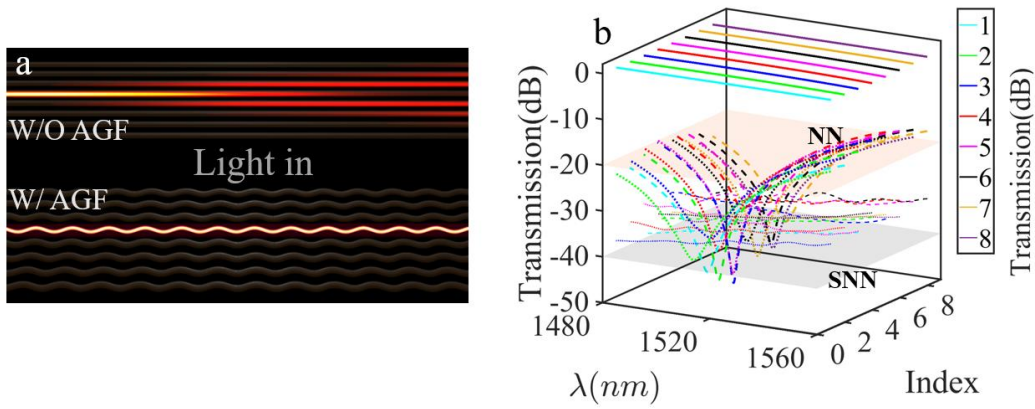 a
W/O AGF
Light in
W/ AGF
b
Transmission(dB)
0
-10
-20
-30
-40
-50
NN
SNN
1480
1520
1560
λ(nm)
0
2
4
6
8
Index
1
2
3
4
5
6
7
8
Transmission(dB)